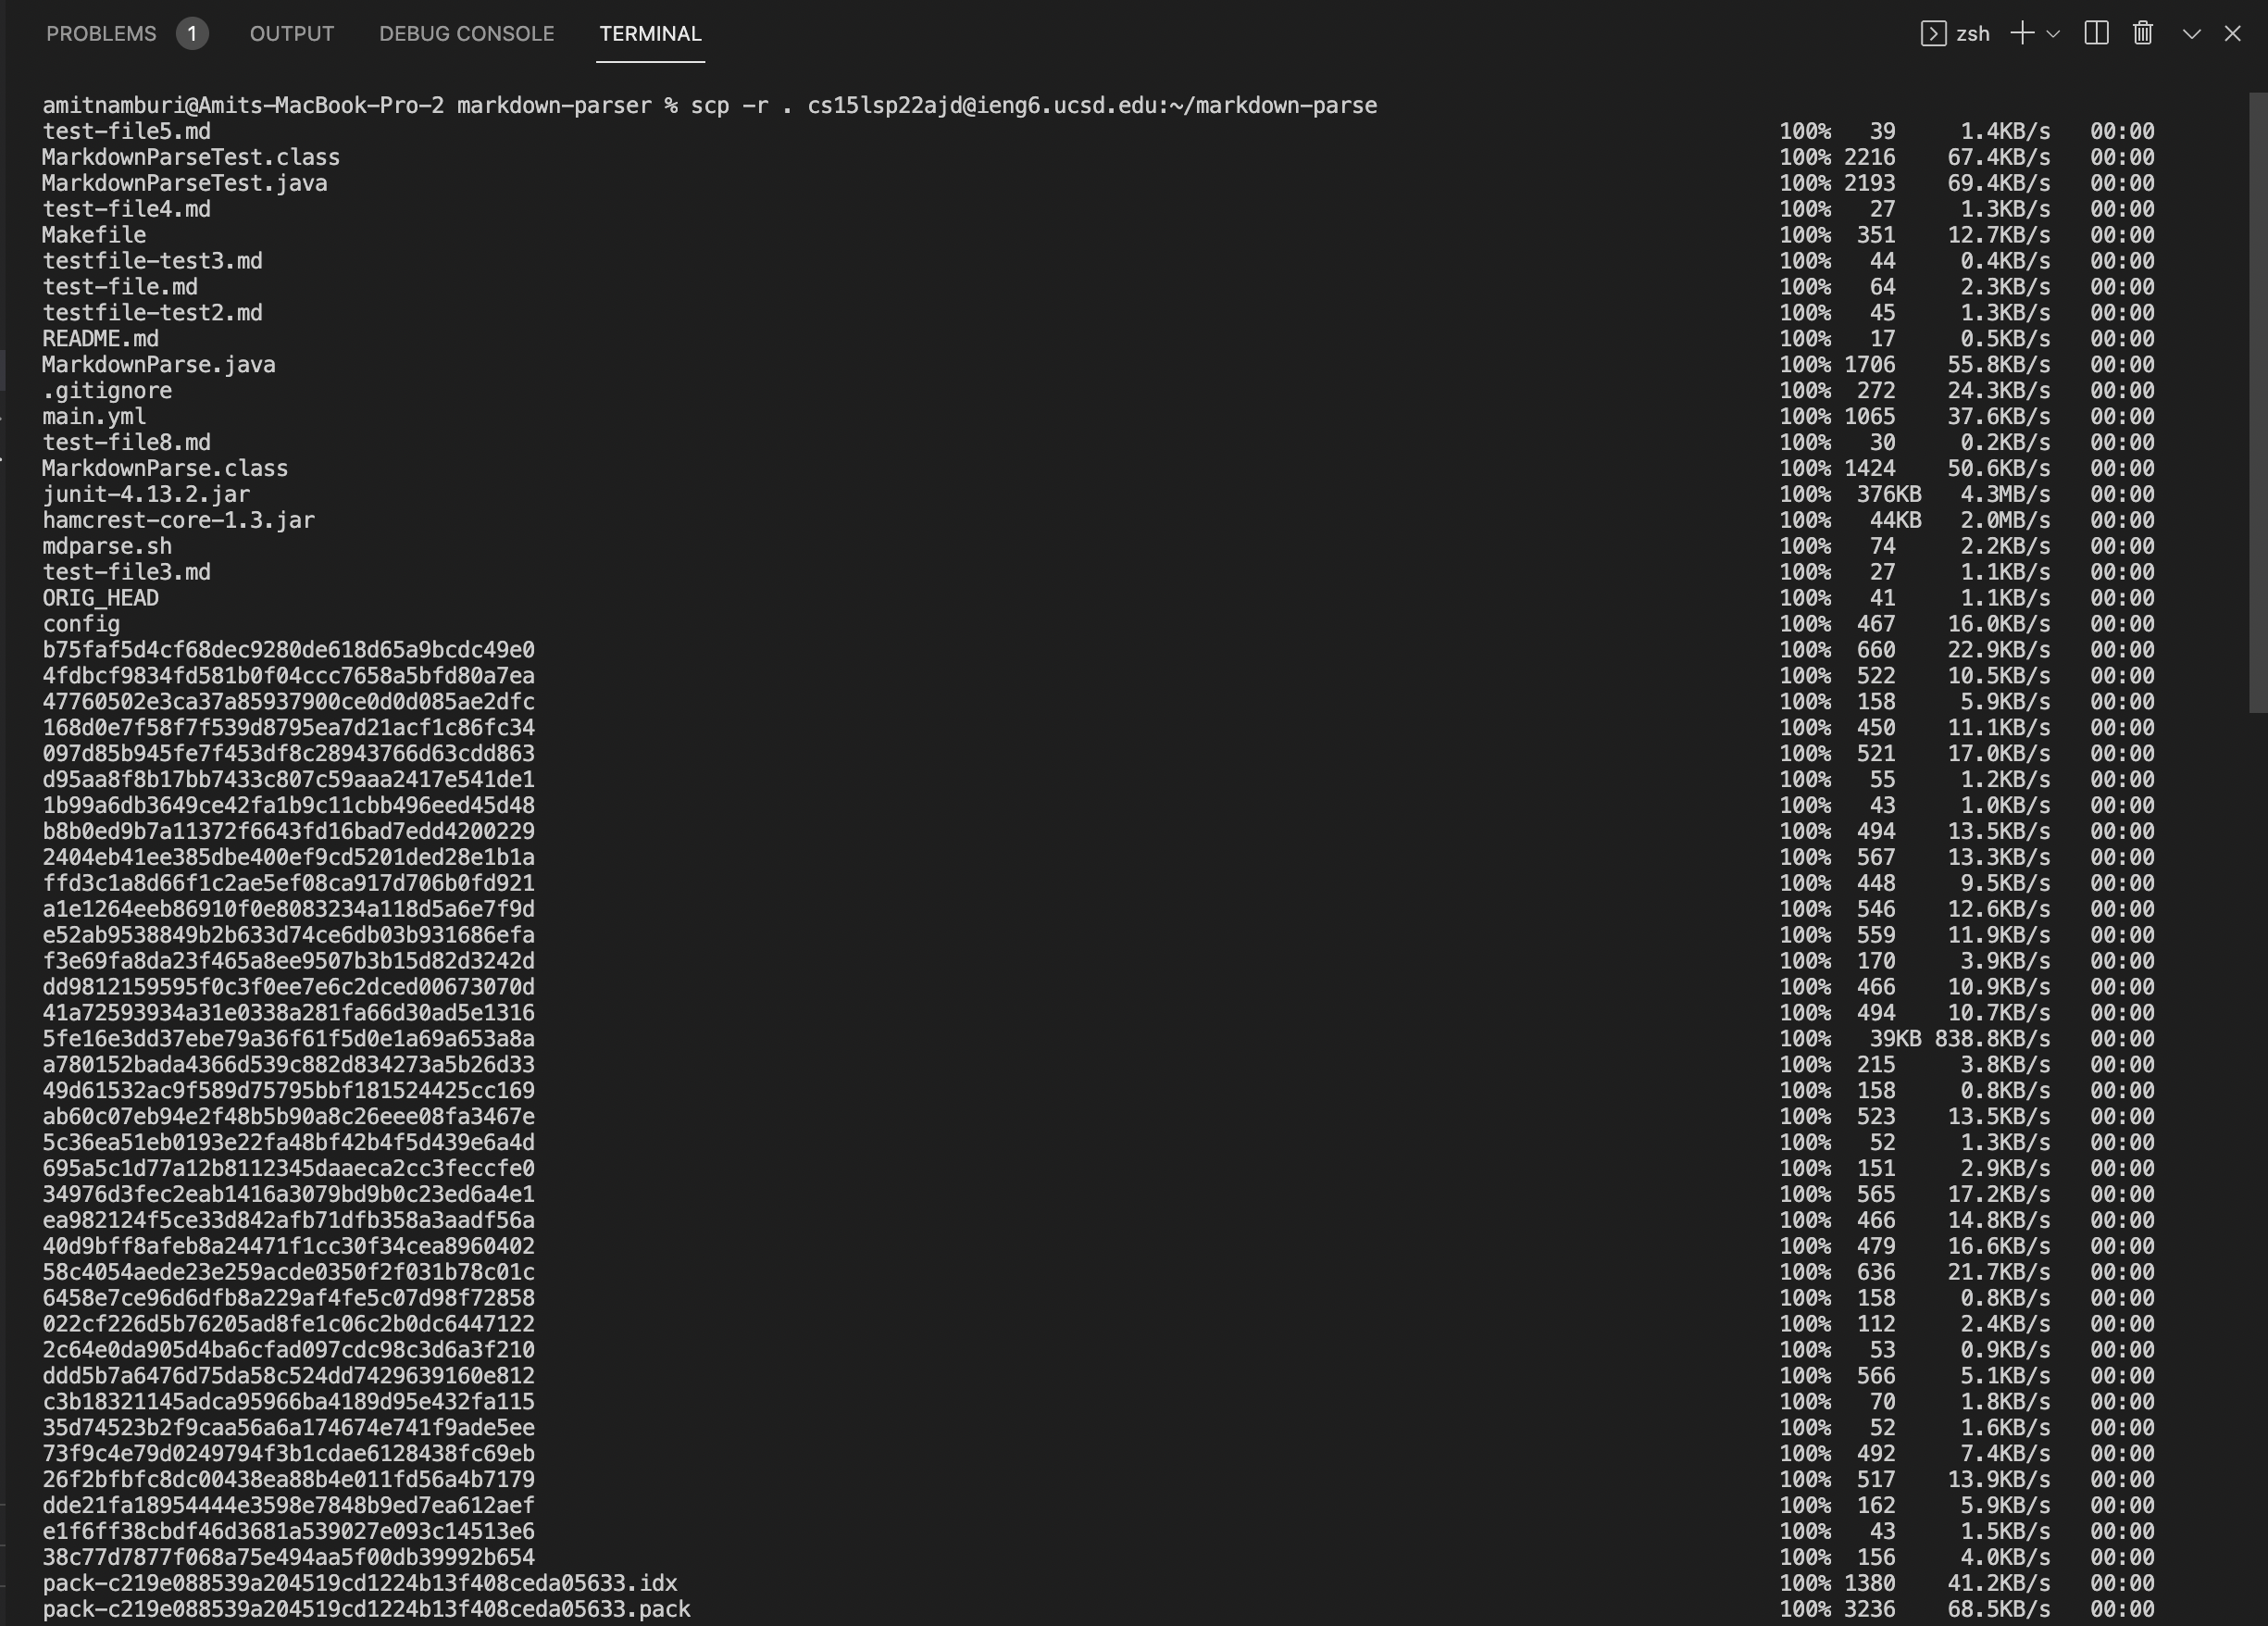 PROBLEMS 1 OUTPUT DEBUG CONSOLE TERMINAL zsh
amitnamburi@Amits-MacBook-Pro-2 markdown-parser % scp -r . cs15lsp22ajd@ieng6.ucsd.edu:~/markdown-parse
test-file5.md 100% 39 1.4KB/s 00:00
MarkdownParseTest.class 100% 2216 67.4KB/s 00:00
MarkdownParseTest.java 100% 2193 69.4KB/s 00:00
test-file4.md 100% 27 1.3KB/s 00:00
Makefile 100% 351 12.7KB/s 00:00
testfile-test3.md 100% 44 0.4KB/s 00:00
test-file.md 100% 64 2.3KB/s 00:00
testfile-test2.md 100% 45 1.3KB/s 00:00
README.md 100% 17 0.5KB/s 00:00
MarkdownParse.java 100% 1706 55.8KB/s 00:00
.gitignore 100% 272 24.3KB/s 00:00
main.yml 100% 1065 37.6KB/s 00:00
test-file8.md 100% 30 0.2KB/s 00:00
MarkdownParse.class 100% 1424 50.6KB/s 00:00
junit-4.13.2.jar 100% 376KB 4.3MB/s 00:00
hamcrest-core-1.3.jar 100% 44KB 2.0MB/s 00:00
mdparse.sh 100% 74 2.2KB/s 00:00
test-file3.md 100% 27 1.1KB/s 00:00
ORIG_HEAD 100% 41 1.1KB/s 00:00
config 100% 467 16.0KB/s 00:00
b75faf5d4cf68dec9280de618d65a9bcdc49e0 100% 660 22.9KB/s 00:00
4fdbcf9834fd581b0f04ccc7658a5bfd80a7ea 100% 522 10.5KB/s 00:00
47760502e3ca37a85937900ce0d0d085ae2dfc 100% 158 5.9KB/s 00:00
168d0e7f58f7f539d8795ea7d21acf1c86fc34 100% 450 11.1KB/s 00:00
097d85b945fe7f453df8c28943766d63cdd863 100% 521 17.0KB/s 00:00
d95aa8f8b17bb7433c807c59aaa2417e541de1 100% 55 1.2KB/s 00:00
1b99a6db3649ce42fa1b9c11cbb496eed45d48 100% 43 1.0KB/s 00:00
b8b0ed9b7a11372f6643fd16bad7edd4200229 100% 494 13.5KB/s 00:00
2404eb41ee385dbe400ef9cd5201ded28e1b1a 100% 567 13.3KB/s 00:00
ffd3c1a8d66f1c2ae5ef08ca917d706b0fd921 100% 448 9.5KB/s 00:00
a1e1264eeb86910f0e8083234a118d5a6e7f9d 100% 546 12.6KB/s 00:00
e52ab9538849b2b633d74ce6db03b931686efa 100% 559 11.9KB/s 00:00
f3e69fa8da23f465a8ee9507b3b15d82d3242d 100% 170 3.9KB/s 00:00
dd9812159595f0c3f0ee7e6c2dced00673070d 100% 466 10.9KB/s 00:00
41a72593934a31e0338a281fa66d30ad5e1316 100% 494 10.7KB/s 00:00
5fe16e3dd37ebe79a36f61f5d0e1a69a653a8a 100% 39KB 838.8KB/s 00:00
a780152bada4366d539c882d834273a5b26d33 100% 215 3.8KB/s 00:00
49d61532ac9f589d75795bbf181524425cc169 100% 158 0.8KB/s 00:00
ab60c07eb94e2f48b5b90a8c26eee08fa3467e 100% 523 13.5KB/s 00:00
5c36ea51eb0193e22fa48bf42b4f5d439e6a4d 100% 52 1.3KB/s 00:00
695a5c1d77a12b8112345daaeca2cc3feccfe0 100% 151 2.9KB/s 00:00
34976d3fec2eab1416a3079bd9b0c23ed6a4e1 100% 565 17.2KB/s 00:00
ea982124f5ce33d842afb71dfb358a3aadf56a 100% 466 14.8KB/s 00:00
40d9bff8afeb8a24471f1cc30f34cea8960402 100% 479 16.6KB/s 00:00
58c4054aede23e259acde0350f2f031b78c01c 100% 636 21.7KB/s 00:00
6458e7ce96d6dfb8a229af4fe5c07d98f72858 100% 158 0.8KB/s 00:00
022cf226d5b76205ad8fe1c06c2b0dc6447122 100% 112 2.4KB/s 00:00
2c64e0da905d4ba6cfad097cdc98c3d6a3f210 100% 53 0.9KB/s 00:00
ddd5b7a6476d75da58c524dd7429639160e812 100% 566 5.1KB/s 00:00
c3b18321145adca95966ba4189d95e432fa115 100% 70 1.8KB/s 00:00
35d74523b2f9caa56a6a174674e741f9ade5ee 100% 52 1.6KB/s 00:00
73f9c4e79d0249794f3b1cdae6128438fc69eb 100% 492 7.4KB/s 00:00
26f2bfbfc8dc00438ea88b4e011fd56a4b7179 100% 517 13.9KB/s 00:00
dde21fa18954444e3598e7848b9ed7ea612aef 100% 162 5.9KB/s 00:00
e1f6ff38cbdf46d3681a539027e093c14513e6 100% 43 1.5KB/s 00:00
38c77d7877f068a75e494aa5f00db39992b654 100% 156 4.0KB/s 00:00
pack-c219e088539a204519cd1224b13f408ceda05633.idx 100% 1380 41.2KB/s 00:00
pack-c219e088539a204519cd1224b13f408ceda05633.pack 100% 3236 68.5KB/s 00:00